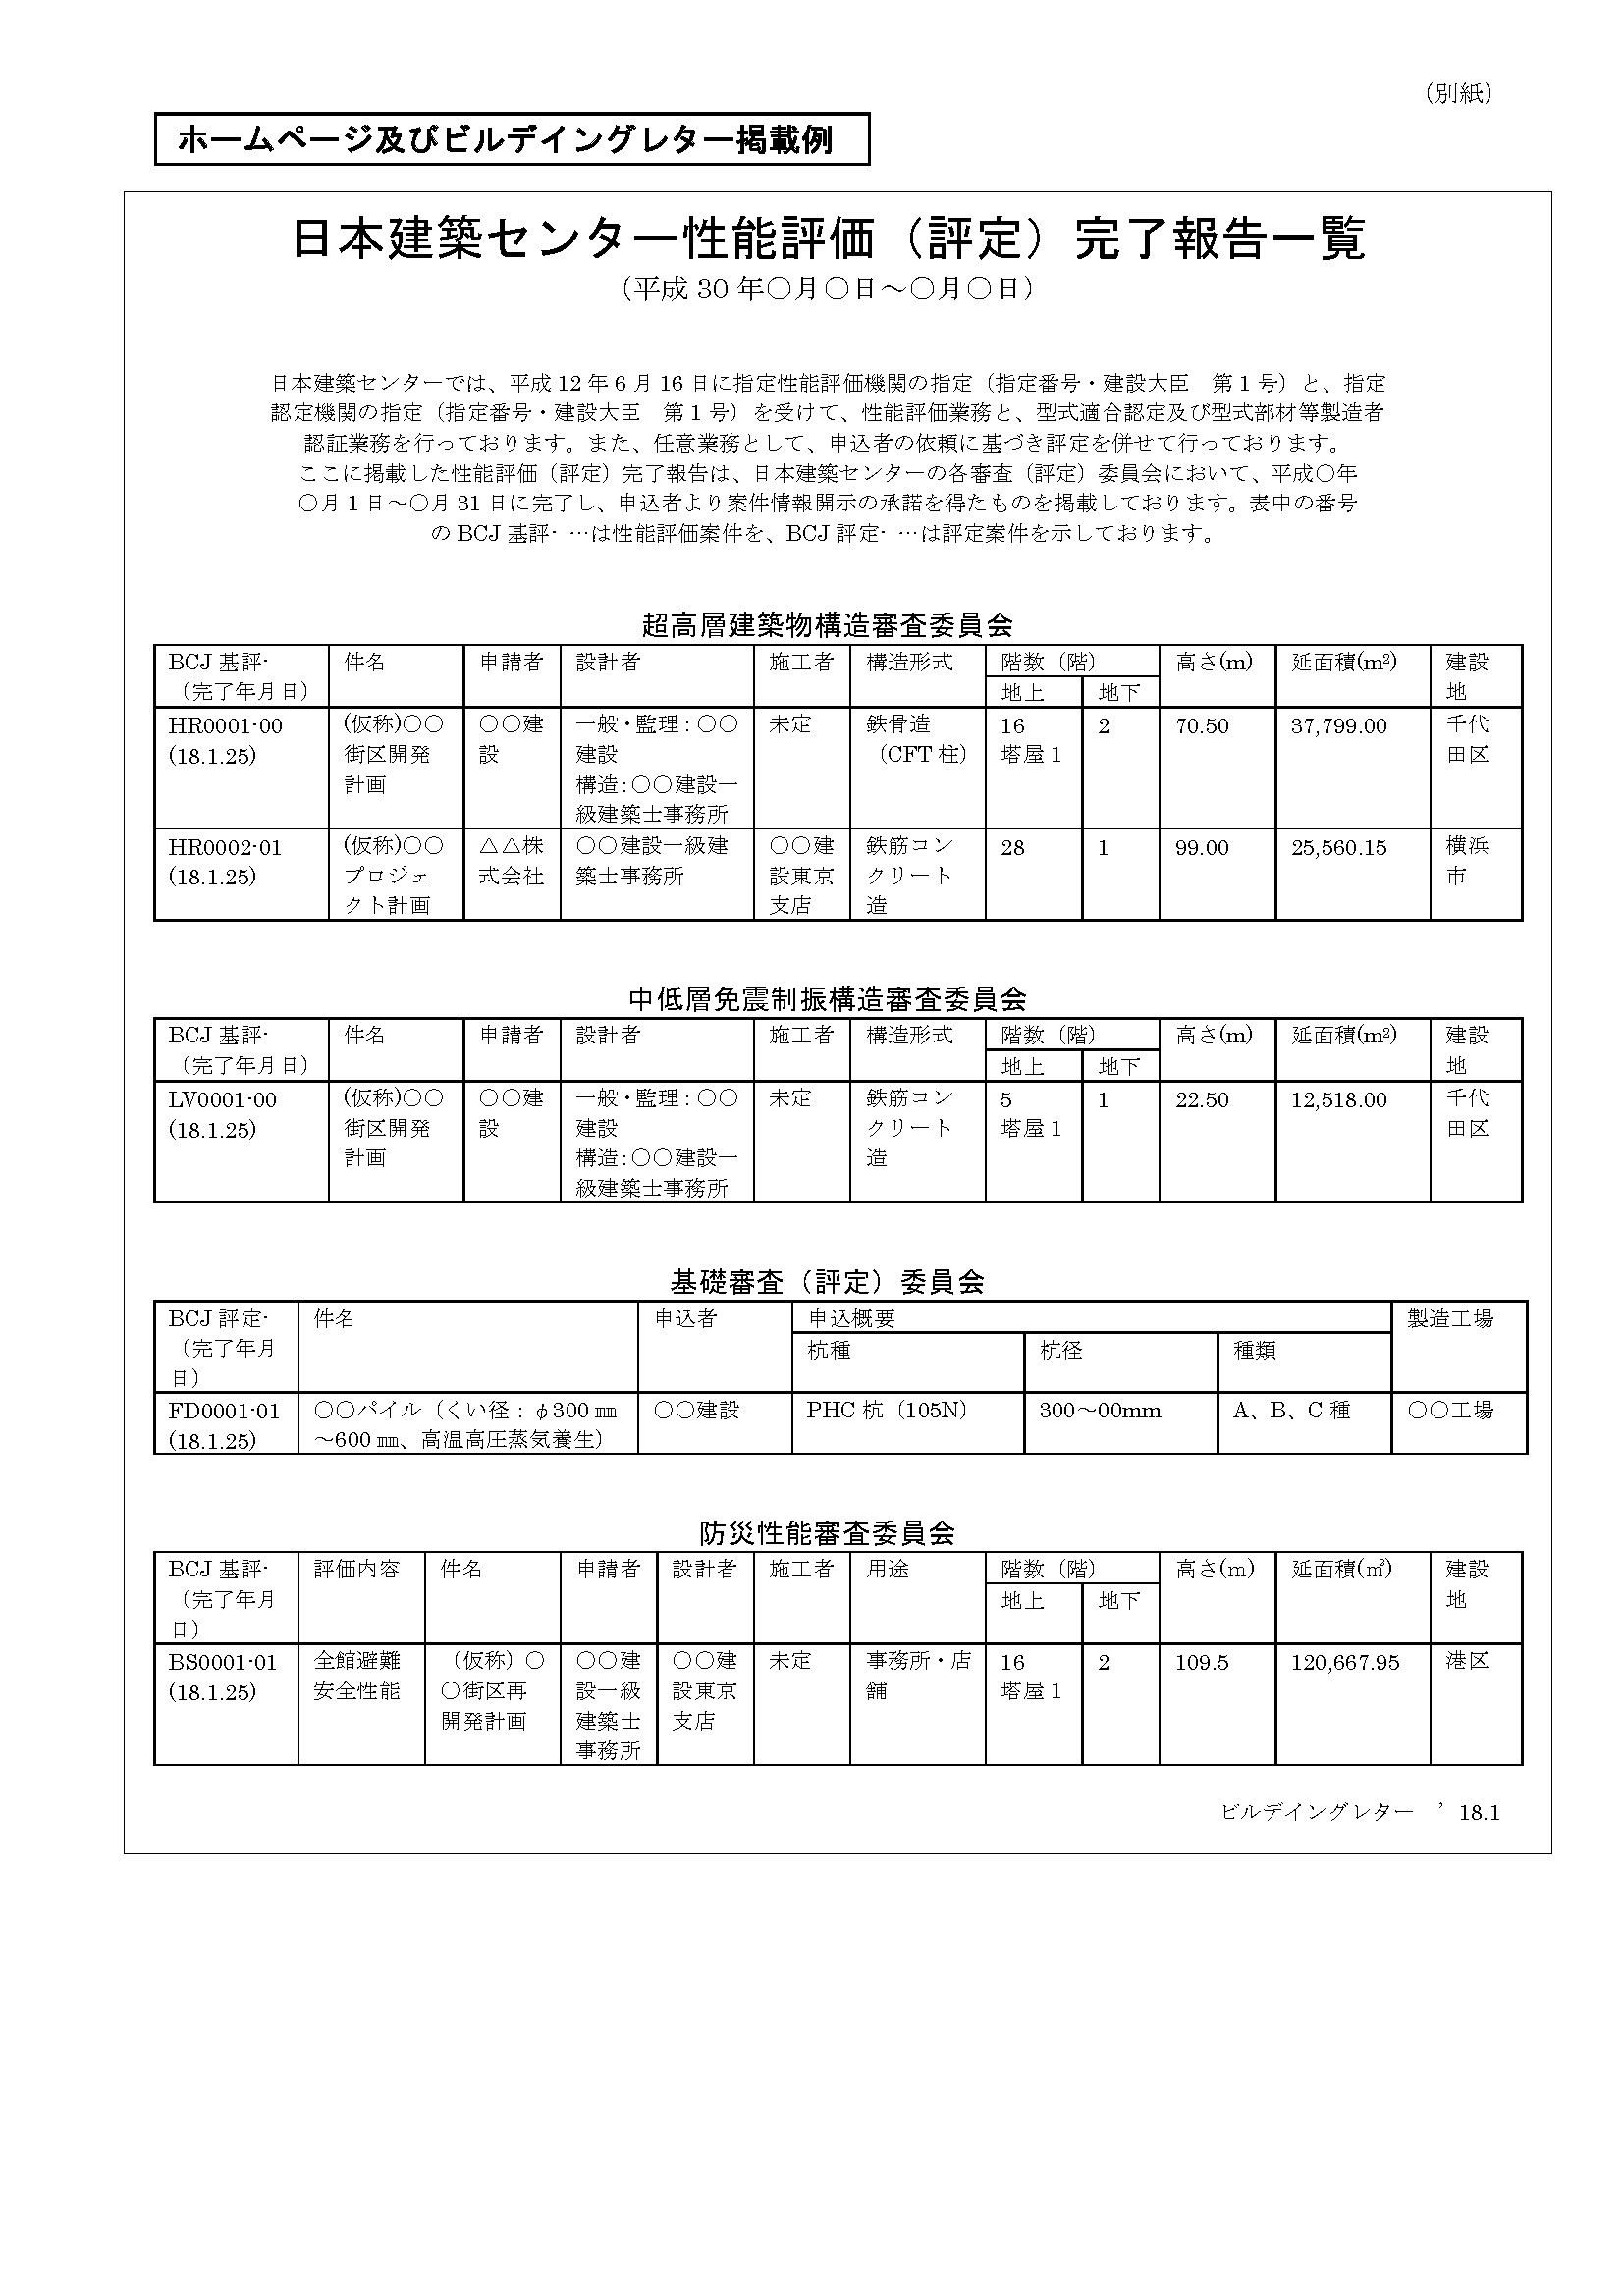 （別紙）
ホームページ及びビルデイングレター掲載例
日本建築センター性能評価（評定）完了報告一覧
（平成 30 年〇月〇日～〇月〇日）
日本建築センターでは、平成 12 年 6 月 16 日に指定性能評価機関の指定（指定番号・建設大臣　第 1 号）と、指定
認定機関の指定（指定番号・建設大臣　第 1 号）を受けて、性能評価業務と、型式適合認定及び型式部材等製造者
認証業務を行っております。また、任意業務として、申込者の依頼に基づき評定を併せて行っております。
ここに掲載した性能評価（評定）完了報告は、日本建築センターの各審査（評定）委員会において、平成〇年
〇月 1 日～〇月 31 日に完了し、申込者より案件情報開示の承諾を得たものを掲載しております。表中の番号
の BCJ 基評- …は性能評価案件を、BCJ 評定- …は評定案件を示しております。
超高層建築物構造審査委員会
BCJ 基評- 件名 申請者 設計者 施工者 構造形式 階数（階） 高さ(m) 延面積(m²) 建設
（完了年月日） 地上 地下 地
HR0001-00 (仮称)〇〇 〇〇建 一般・監理：〇〇 未定 鉄骨造 16 2 70.50 37,799.00 千代
(18.1.25) 街区開発 設 建設 （CFT 柱） 塔屋 1 田区
計画 構造：〇〇建設一
級建築士事務所
HR0002-01 (仮称)〇〇 △△株 〇〇建設一級建 〇〇建 鉄筋コン 28 1 99.00 25,560.15 横浜
(18.1.25) プロジェ 式会社 築士事務所 設東京 クリート 市
クト計画 支店 造
中低層免震制振構造審査委員会
BCJ 基評- 件名 申請者 設計者 施工者 構造形式 階数（階） 高さ(m) 延面積(m²) 建設
（完了年月日） 地上 地下 地
LV0001-00 (仮称)〇〇 〇〇建 一般・監理：〇〇 未定 鉄筋コン 5 1 22.50 12,518.00 千代
(18.1.25) 街区開発 設 建設 クリート 塔屋 1 田区
計画 構造：〇〇建設一 造
級建築士事務所
基礎審査（評定）委員会
BCJ 評定- 件名 申込者 申込概要 製造工場
（完了年月 杭種 杭径 種類
日）
FD0001-01 〇〇パイル（くい径：φ300 ㎜ 〇〇建設 PHC 杭（105N） 300～00mm A、B、C 種 〇〇工場
(18.1.25) ～600 ㎜、高温高圧蒸気養生）
防災性能審査委員会
BCJ 基評- 評価内容 件名 申請者 設計者 施工者 用途 階数（階） 高さ(m) 延面積(㎡) 建設
（完了年月 地上 地下 地
日）
BS0001-01 全館避難 （仮称）〇 〇〇建 〇〇建 未定 事務所・店 16 2 109.5 120,667.95 港区
(18.1.25) 安全性能 〇街区再 設一級 設東京 舗 塔屋 1
開発計画 建築士 支店
事務所
ビルデイングレター　’18.1